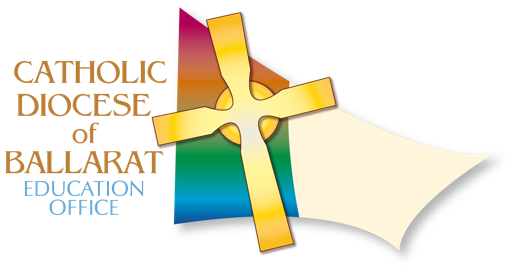 CATHOLIC
DIOCESE
of
BALLARAT
EDUCATION
OFFICE